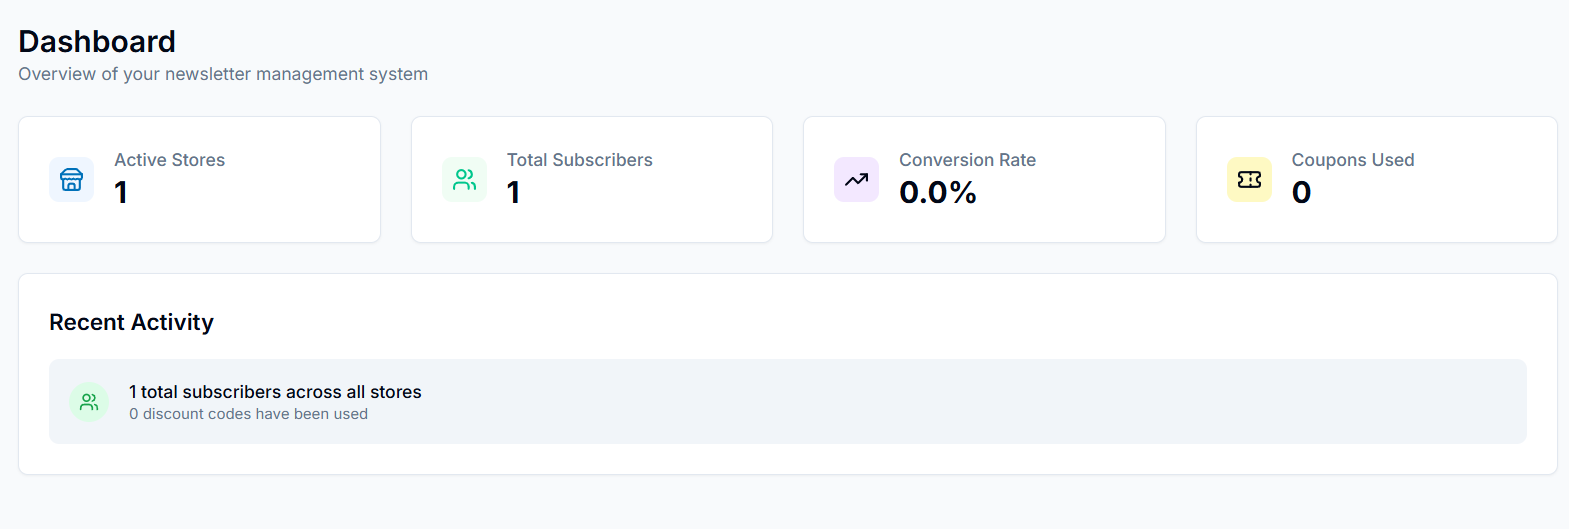 Dashboard
Overview of your newsletter management system
Active Stores
1
Total Subscribers
1
Conversion Rate
0.0%
Coupons Used
0
Recent Activity
1 total subscribers across all stores
0 discount codes have been used